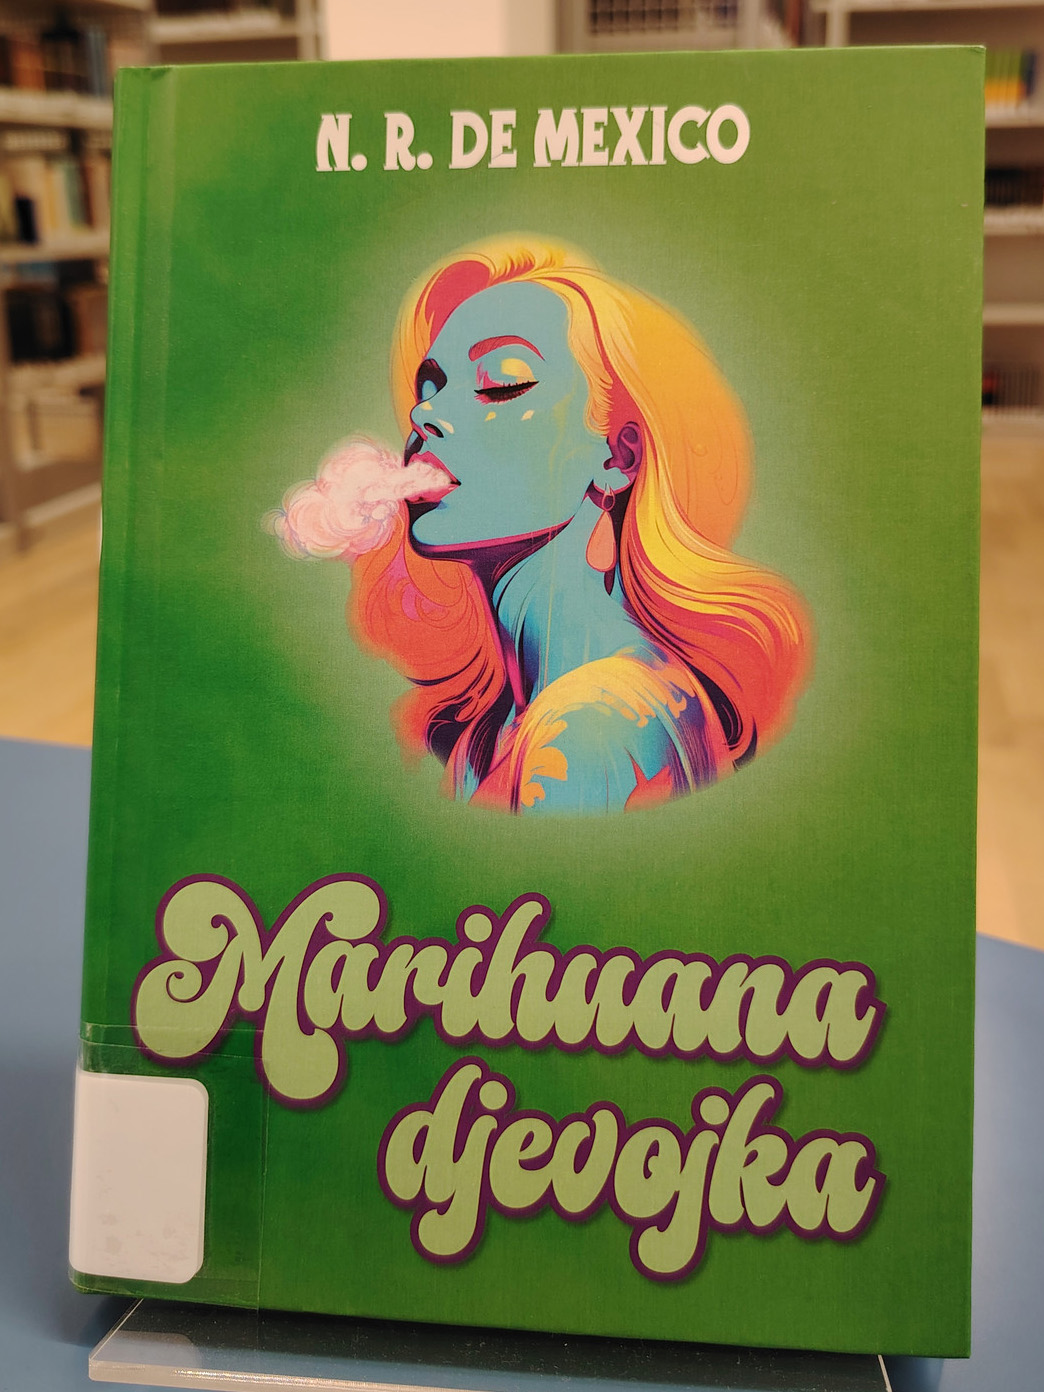 N. R. DE MEXICO
Marihuana
djevojka